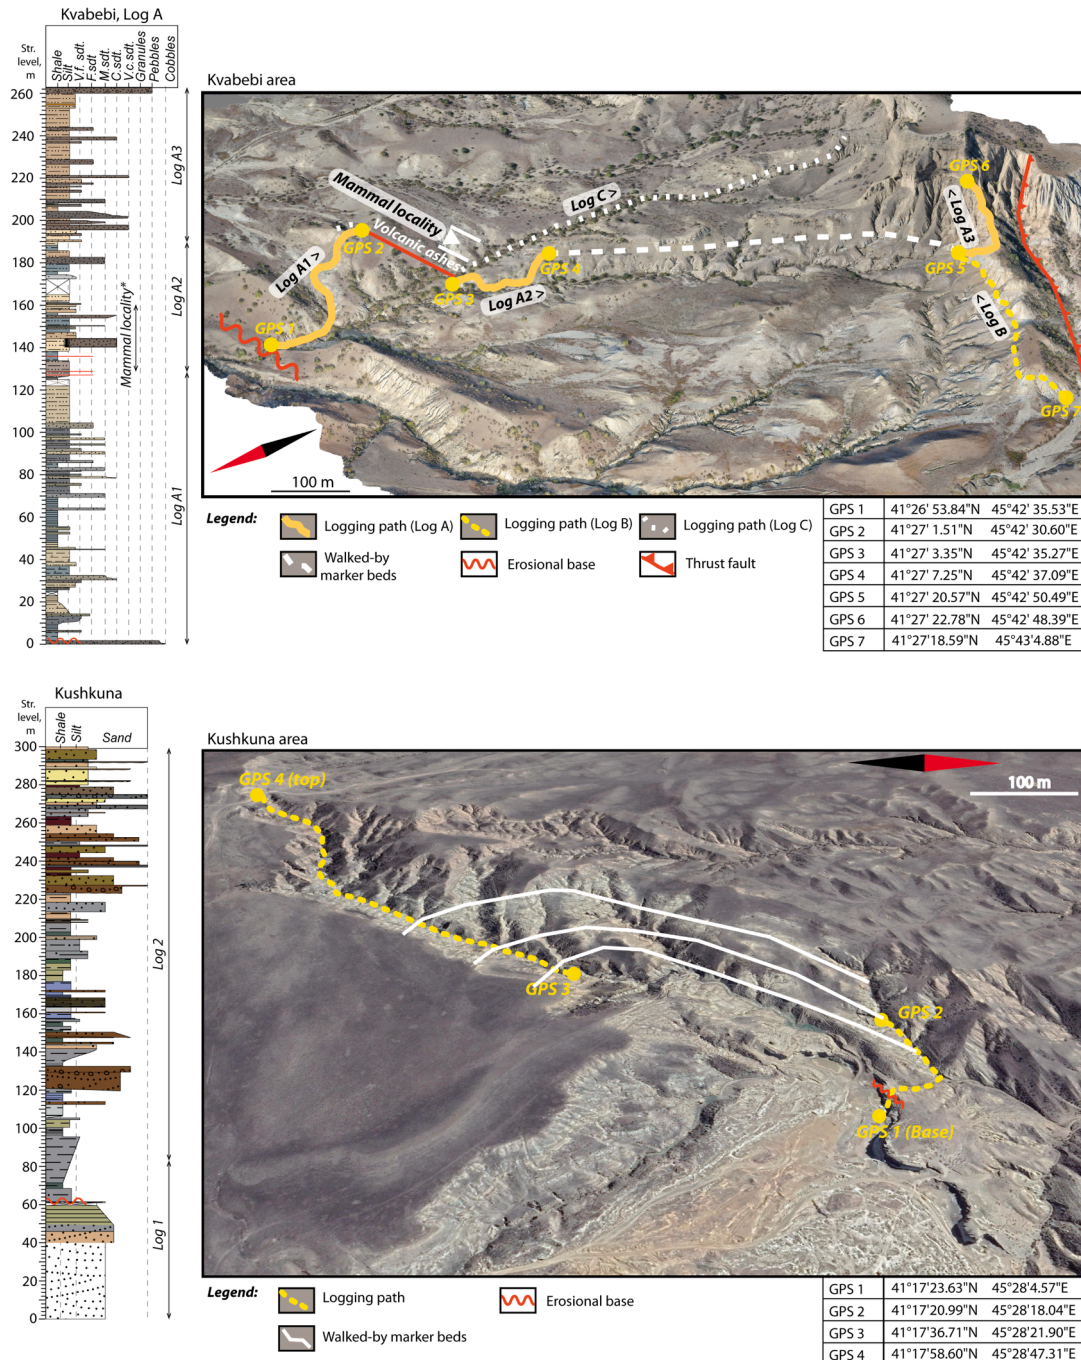 Kvabebi, Log A
Str.
level,
m
Shale
Silt
V.f. sdt.
F.sdt
M.sdt.
C.sdt.
V.c.sdt.
Granules
Pebbles
Cobbles
260
240
220
200
180
160
140
120
100
80
60
40
20
0
Log A3
Log A2
Log A1
Mammal locality*
Kvabebi area
GPS 6
Mammal locality
Log C >
< Log A3
GPS 2
Volcanic ashes
GPS 4
GPS 5
Log A1 >
GPS 3
Log A2 >
< Log B
GPS 1
GPS 7
100 m
Legend:
Logging path (Log A)
Logging path (Log B)
Logging path (Log C)
Walked-by
marker beds
Erosional base
Thrust fault
GPS 1 41°26' 53.84"N 45°42' 35.53"E
GPS 2 41°27' 1.51"N 45°42' 30.60"E
GPS 3 41°27' 3.35"N 45°42' 35.27"E
GPS 4 41°27' 7.25"N 45°42' 37.09"E
GPS 5 41°27' 20.57"N 45°42' 50.49"E
GPS 6 41°27' 22.78"N 45°42' 48.39"E
GPS 7 41°27'18.59"N 45°43'4.88"E
Kushkuna
Str.
level,
m
Shale
Silt
Sand
300
280
260
240
220
200
180
160
140
120
100
80
60
40
20
0
Log 2
Log 1
Kushkuna area
100 m
GPS 4 (top)
GPS 3
GPS 2
GPS 1 (Base)
Legend:
Logging path
Erosional base
Walked-by marker beds
GPS 1 41°17'23.63"N 45°28'4.57"E
GPS 2 41°17'20.99"N 45°28'18.04"E
GPS 3 41°17'36.71"N 45°28'21.90"E
GPS 4 41°17'58.60"N 45°28'47.31"E